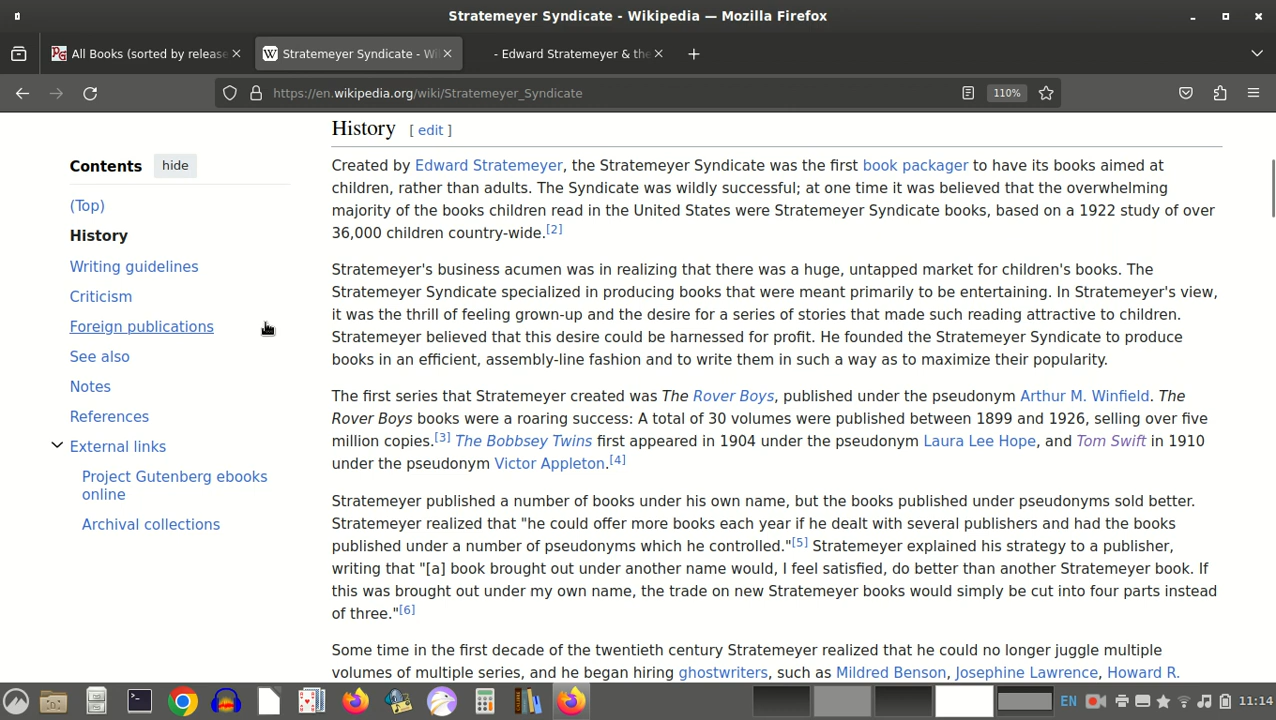 Stratemeyer Syndicate - Wikipedia — Mozilla Firefox
All Books (sorted by release
Stratemeyer Syndicate - Wi
- Edward Stratemeyer & the
https://en.wikipedia.org/wiki/Stratemeyer_Syndicate
110%
Contents hide
(Top)
History
Writing guidelines
Criticism
Foreign publications
See also
Notes
References
External links
Project Gutenberg ebooks
online
Archival collections
History [ edit ]
Created by Edward Stratemeyer, the Stratemeyer Syndicate was the first book packager to have its books aimed at
children, rather than adults. The Syndicate was wildly successful; at one time it was believed that the overwhelming
majority of the books children read in the United States were Stratemeyer Syndicate books, based on a 1922 study of over
36,000 children country-wide.[2]
Stratemeyer's business acumen was in realizing that there was a huge, untapped market for children's books. The
Stratemeyer Syndicate specialized in producing books that were meant primarily to be entertaining. In Stratemeyer's view,
it was the thrill of feeling grown-up and the desire for a series of stories that made such reading attractive to children.
Stratemeyer believed that this desire could be harnessed for profit. He founded the Stratemeyer Syndicate to produce
books in an efficient, assembly-line fashion and to write them in such a way as to maximize their popularity.
The first series that Stratemeyer created was The Rover Boys, published under the pseudonym Arthur M. Winfield. The
Rover Boys books were a roaring success: A total of 30 volumes were published between 1899 and 1926, selling over five
million copies.[3] The Bobbsey Twins first appeared in 1904 under the pseudonym Laura Lee Hope, and Tom Swift in 1910
under the pseudonym Victor Appleton.[4]
Stratemeyer published a number of books under his own name, but the books published under pseudonyms sold better.
Stratemeyer realized that "he could offer more books each year if he dealt with several publishers and had the books
published under a number of pseudonyms which he controlled."[5] Stratemeyer explained his strategy to a publisher,
writing that "[a] book brought out under another name would, I feel satisfied, do better than another Stratemeyer book. If
this was brought out under my own name, the trade on new Stratemeyer books would simply be cut into four parts instead
of three."[6]
Some time in the first decade of the twentieth century Stratemeyer realized that he could no longer juggle multiple
volumes of multiple series, and he began hiring ghostwriters, such as Mildred Benson, Josephine Lawrence, Howard R.
EN
11:14